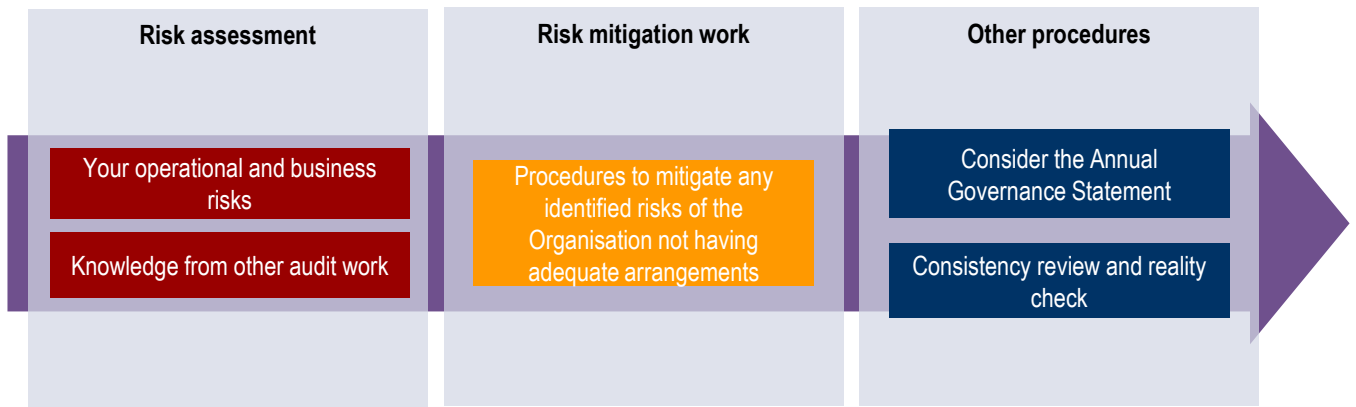 Risk assessment
Your operational and business
risks
Knowledge from other audit work
Risk mitigation work
Procedures to mitigate any
identified risks of the
Organisation not having
adequate arrangements
Other procedures
Consider the Annual
Governance Statement
Consistency review and reality
check